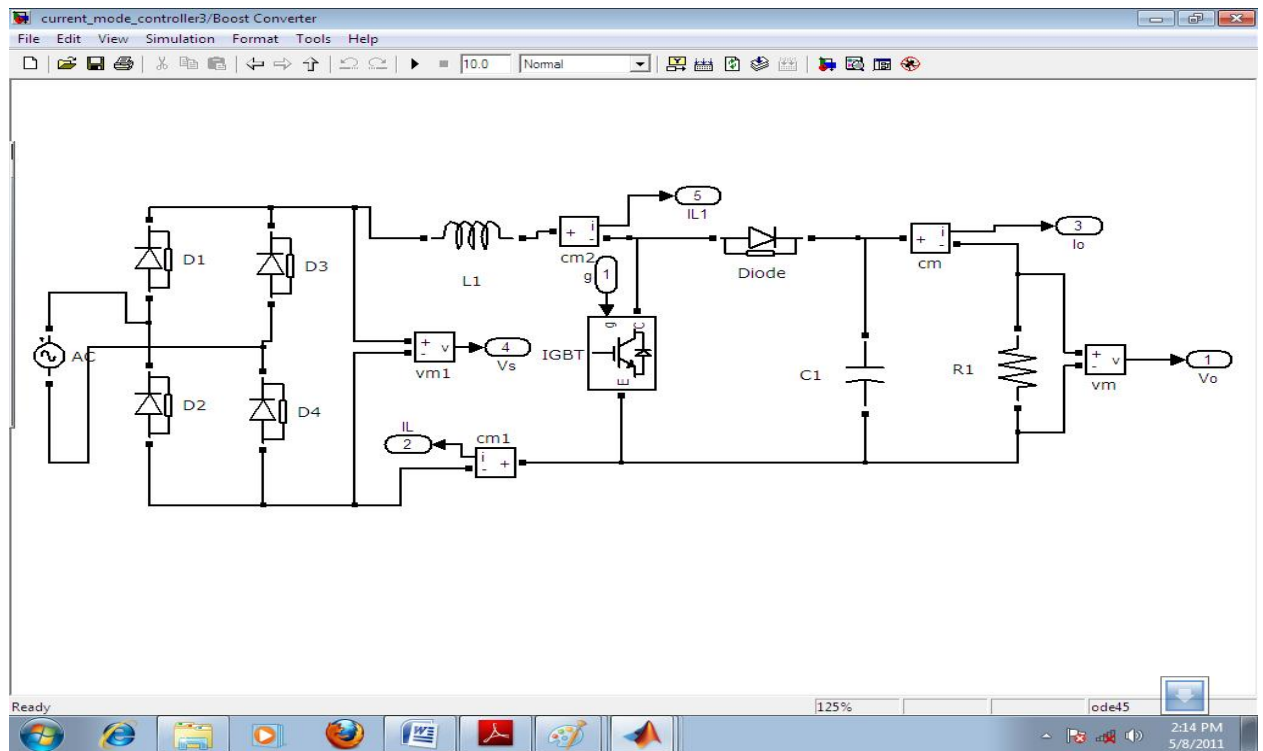 current_mode_controller3/Boost Converter
File Edit View Simulation Format Tools Help
10.0 Normal
5
IL1
D1
D3
L1
+ i -
cm2
g 1
Diode
+ i -
cm
3
Io
AC
+ - v
vm1
4
Vs
IGBT
g C
E
C1
R1
+ - v
vm
1
Vo
D2
D4
IL
2
cm1
i - +
Ready 125% ode45
2:14 PM
5/8/2011